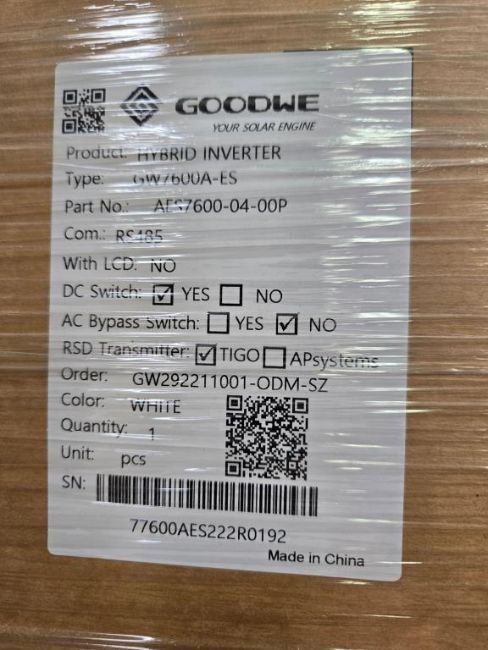 GOODWE
YOUR SOLAR ENGINE
Product: HYBRID INVERTER
Type: GW7600A-ES
Part No.: AES7600-04-00P
Com.: RS485
With LCD: NO
DC Switch: ☑ YES ☐ NO
AC Bypass Switch: ☐ YES ☑ NO
RSD Transmitter: ☑ TIGO ☐ APsystems
Order: GW292211001-ODM-SZ
Color: WHITE
Quantity: 1
Unit: pcs
SN:
77600AES222R0192
Made in China